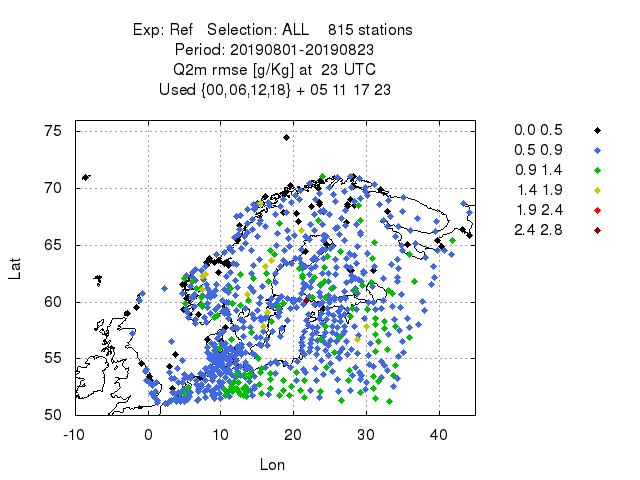 Exp: Ref   Selection: ALL    815 stations
Period: 20190801-20190823
Q2m rmse [g/Kg] at  23 UTC
Used {00,06,12,18} + 05 11 17 23
75
70
65
60
55
50
Lat
-10 0 10 20 30 40
Lon
0.0 0.5
0.5 0.9
0.9 1.4
1.4 1.9
1.9 2.4
2.4 2.8